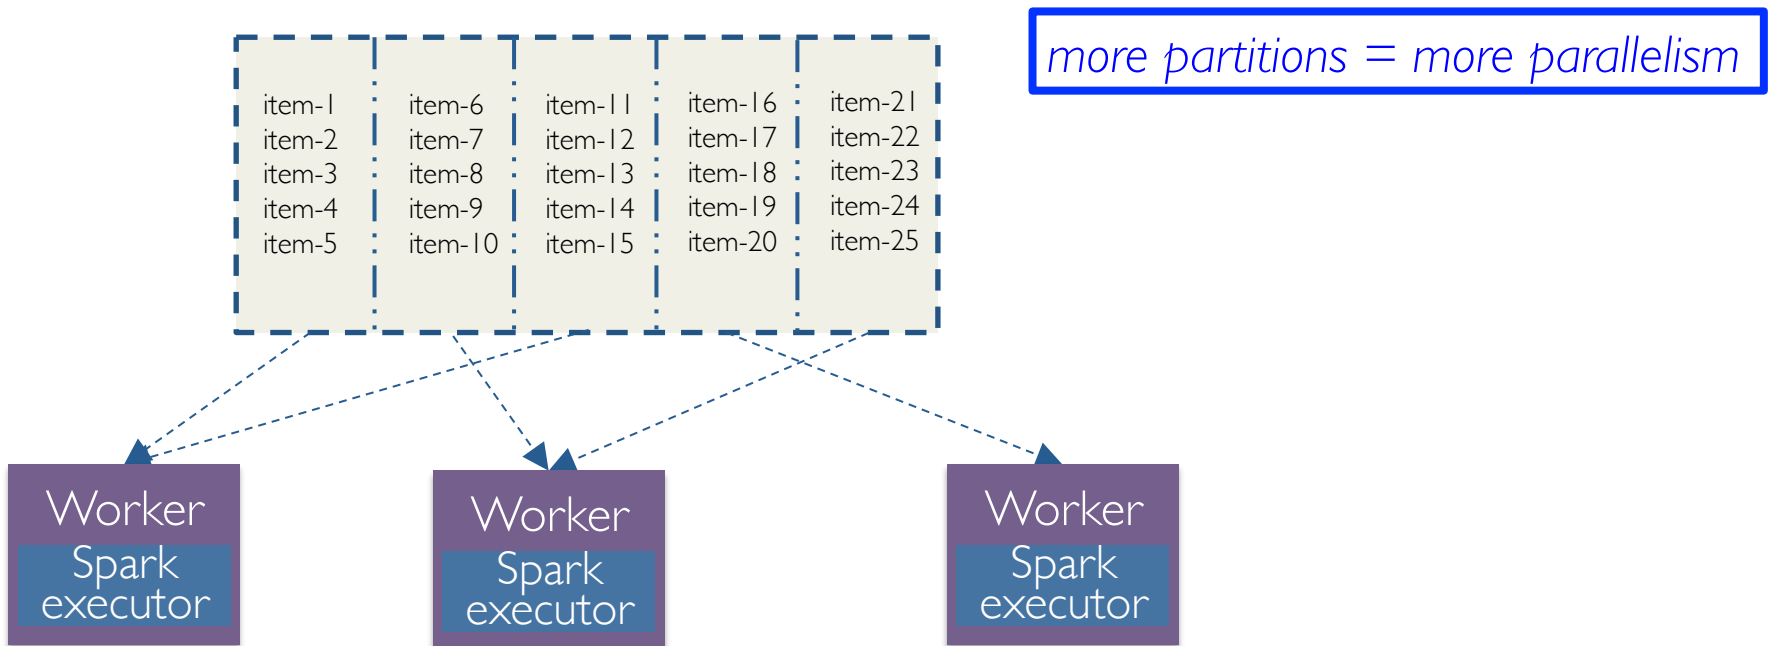 more partitions = more parallelism
item-1
item-2
item-3
item-4
item-5
item-6
item-7
item-8
item-9
item-10
item-11
item-12
item-13
item-14
item-15
item-16
item-17
item-18
item-19
item-20
item-21
item-22
item-23
item-24
item-25
Worker
Spark
executor
Worker
Spark
executor
Worker
Spark
executor